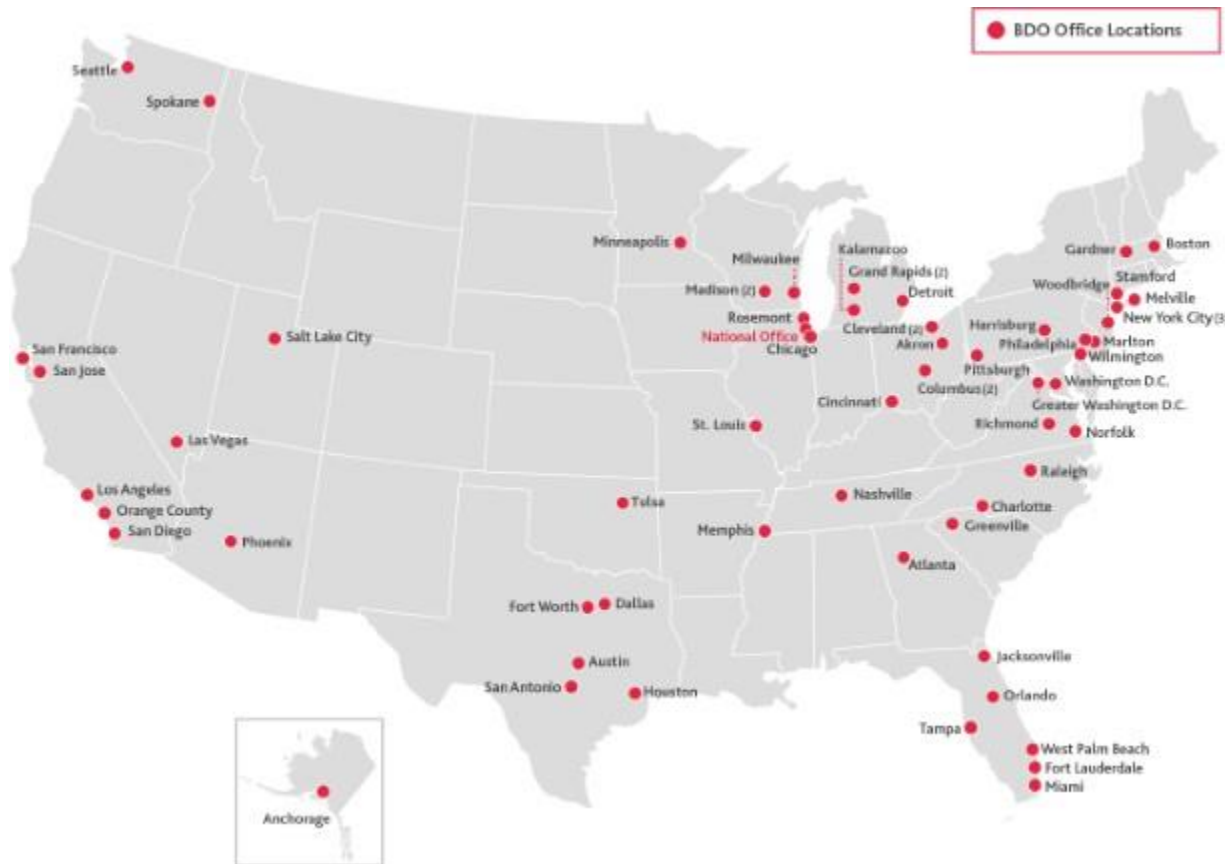 BDO Office Locations
Seattle
Spokane
Minneapolis
Milwaukee
Kalamazoo
Grand Rapids (2)
Madison (2)
Detroit
Rosemont
National Office
Chicago
Cleveland (2)
Akron
Columbus (2)
Cincinnati
Gardner
Boston
Stamford
Woodbridge
Melville
New York City (3
Harrisburg
Philadelphia
Marlton
Wilmington
Pittsburgh
Washington D.C.
Greater Washington D.C.
Richmond
Norfolk
Salt Lake City
San Francisco
San Jose
Las Vegas
St. Louis
Los Angeles
Orange County
San Diego
Phoenix
Tulsa
Nashville
Memphis
Raleigh
Charlotte
Greenville
Atlanta
Fort Worth
Dallas
Austin
San Antonio
Houston
Jacksonville
Orlando
Tampa
West Palm Beach
Fort Lauderdale
Miami
Anchorage